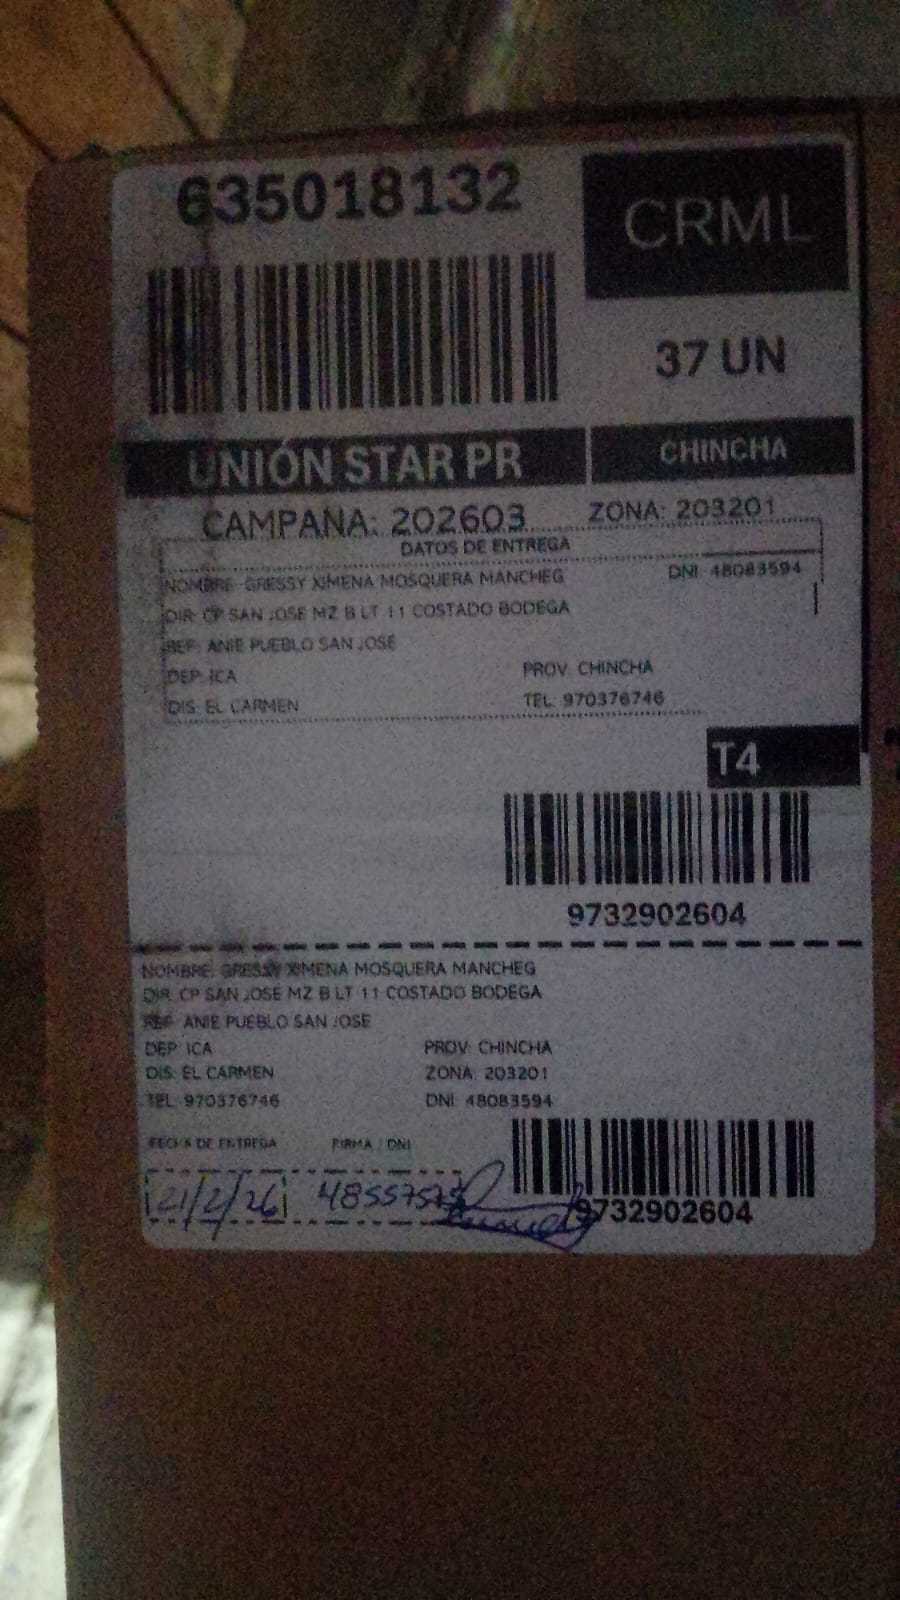 635018132
CRML
37 UN
UNIÓN STAR PR
CHINCHA
CAMPAÑA: 202603
ZONA: 203201
DATOS DE ENTREGA
NOMBRE: GRESSY XIMENA MOSQUERA MANCHEG
DNI: 48083594
DIR: CP SAN JOSE MZ B LT 11 COSTADO BODEGA
REF: ANIE PUEBLO SAN JOSE
DEP: ICA
PROV: CHINCHA
DIS: EL CARMEN
TEL: 970376746
T4
9732902604
NOMBRE: GRESSY XIMENA MOSQUERA MANCHEG
DIR: CP SAN JOSE MZ B LT 11 COSTADO BODEGA
REF: ANIE PUEBLO SAN JOSE
DEP: ICA
PROV: CHINCHA
DIS: EL CARMEN
ZONA: 203201
TEL: 970376746
DNI: 48083594
FECHA DE ENTREGA
FIRMA / DNI
21/2/26
9732902604